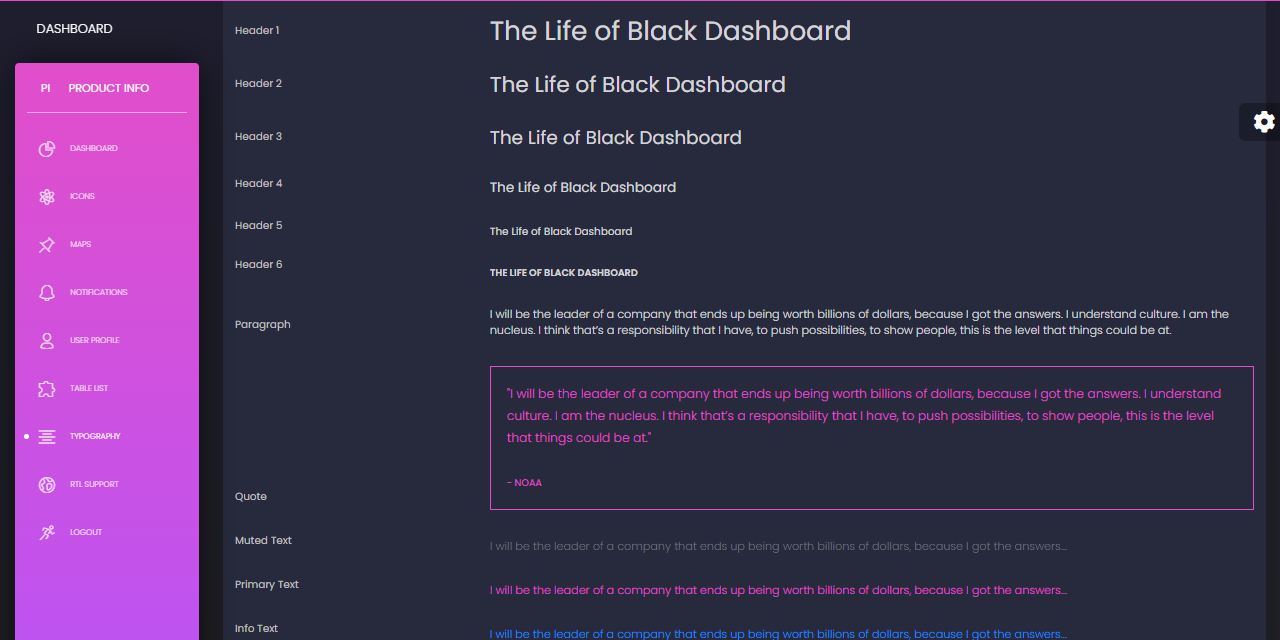 DASHBOARD
PI PRODUCT INFO
DASHBOARD
ICONS
MAPS
NOTIFICATIONS
USER PROFILE
TABLE LIST
TYPOGRAPHY
RTL SUPPORT
LOGOUT
Header 1 The Life of Black Dashboard
Header 2 The Life of Black Dashboard
Header 3 The Life of Black Dashboard
Header 4 The Life of Black Dashboard
Header 5 The Life of Black Dashboard
Header 6 THE LIFE OF BLACK DASHBOARD
Paragraph
I will be the leader of a company that ends up being worth billions of dollars, because I got the answers. I understand culture. I am the
nucleus. I think that's a responsibility that I have, to push possibilities, to show people, this is the level that things could be at.
Quote
"I will be the leader of a company that ends up being worth billions of dollars, because I got the answers. I understand
culture. I am the nucleus. I think that's a responsibility that I have, to push possibilities, to show people, this is the level
that things could be at."
- NOAA
Muted Text I will be the leader of a company that ends up being worth billions of dollars, because I got the answers...
Primary Text I will be the leader of a company that ends up being worth billions of dollars, because I got the answers...
Info Text I will be the leader of a company that ends up being worth billions of dollars, because I got the answers...